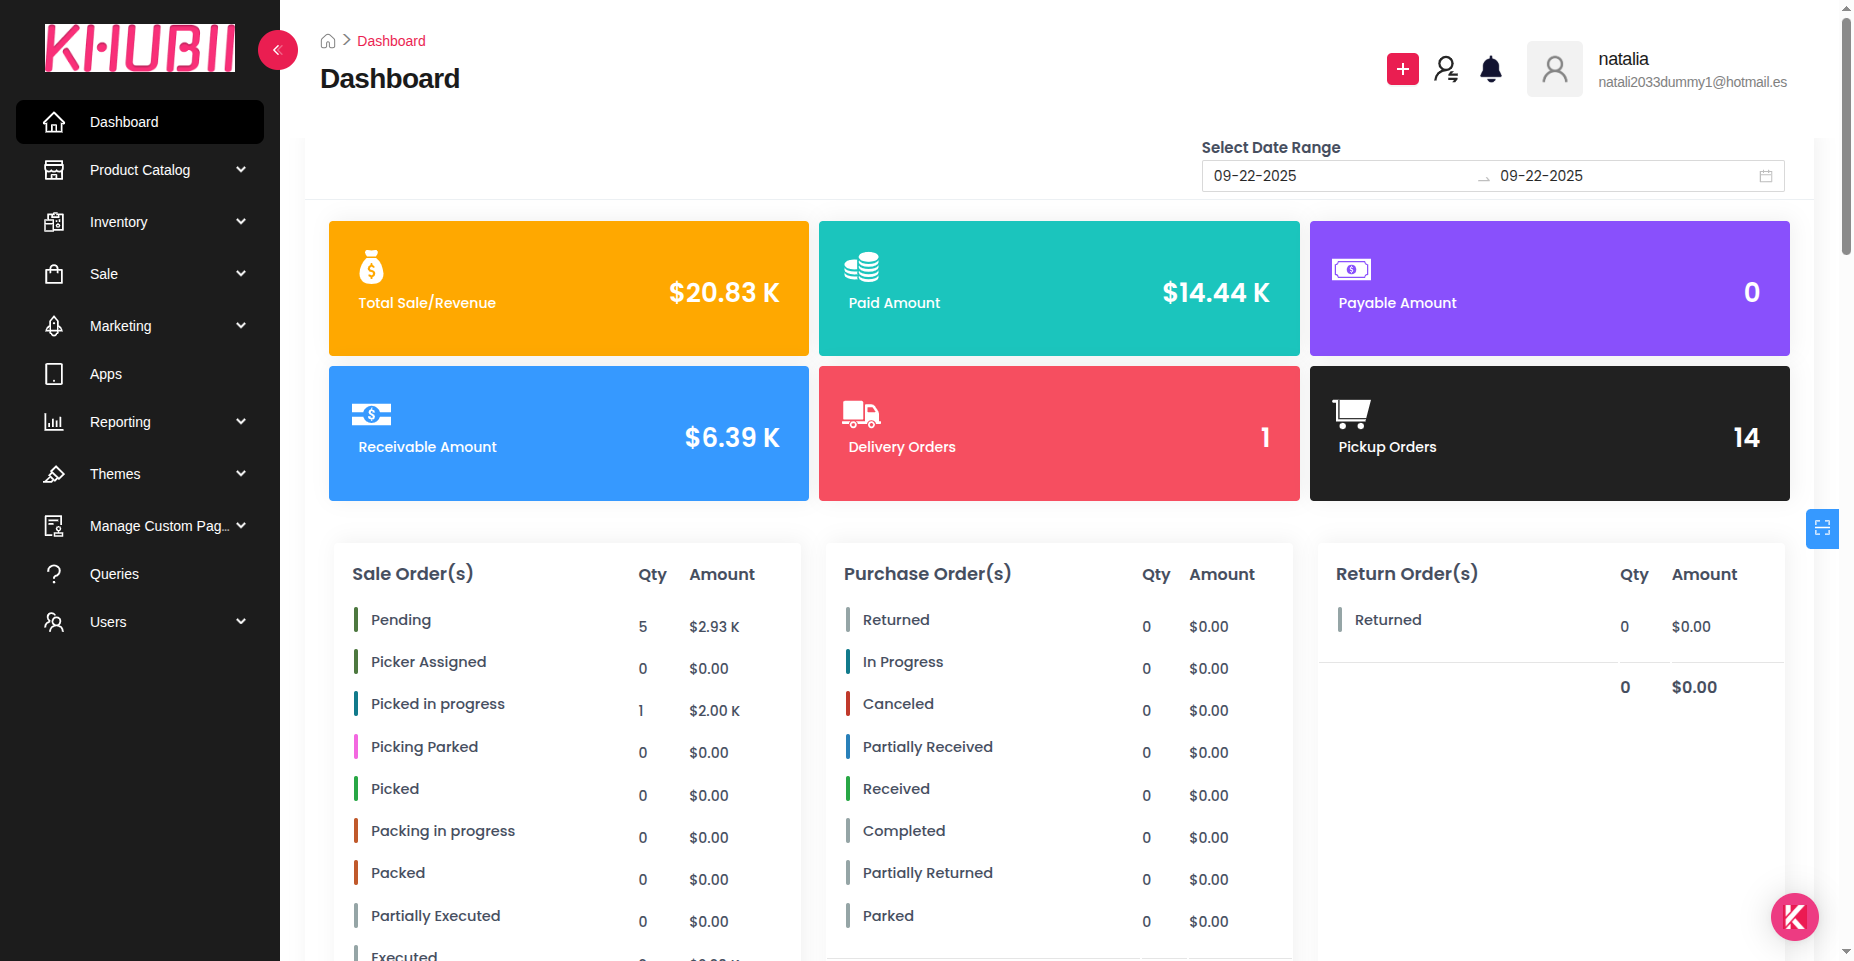 KHUBII
Dashboard
Dashboard
natalia
natali2033dummy1@hotmail.es
Dashboard
Product Catalog
Inventory
Sale
Marketing
Apps
Reporting
Themes
Manage Custom Pag...
Queries
Users
Select Date Range
09-22-2025 09-22-2025
Total Sale/Revenue $20.83 K
Paid Amount $14.44 K
Payable Amount 0
Receivable Amount $6.39 K
Delivery Orders 1
Pickup Orders 14
Sale Order(s) Qty Amount
Pending 5 $2.93 K
Picker Assigned 0 $0.00
Picked in progress 1 $2.00 K
Picking Parked 0 $0.00
Picked 0 $0.00
Packing in progress 0 $0.00
Packed 0 $0.00
Partially Executed 0 $0.00
Executed
Purchase Order(s) Qty Amount
Returned 0 $0.00
In Progress 0 $0.00
Canceled 0 $0.00
Partially Received 0 $0.00
Received 0 $0.00
Completed 0 $0.00
Partially Returned 0 $0.00
Parked 0 $0.00
Return Order(s) Qty Amount
Returned 0 $0.00
0 $0.00